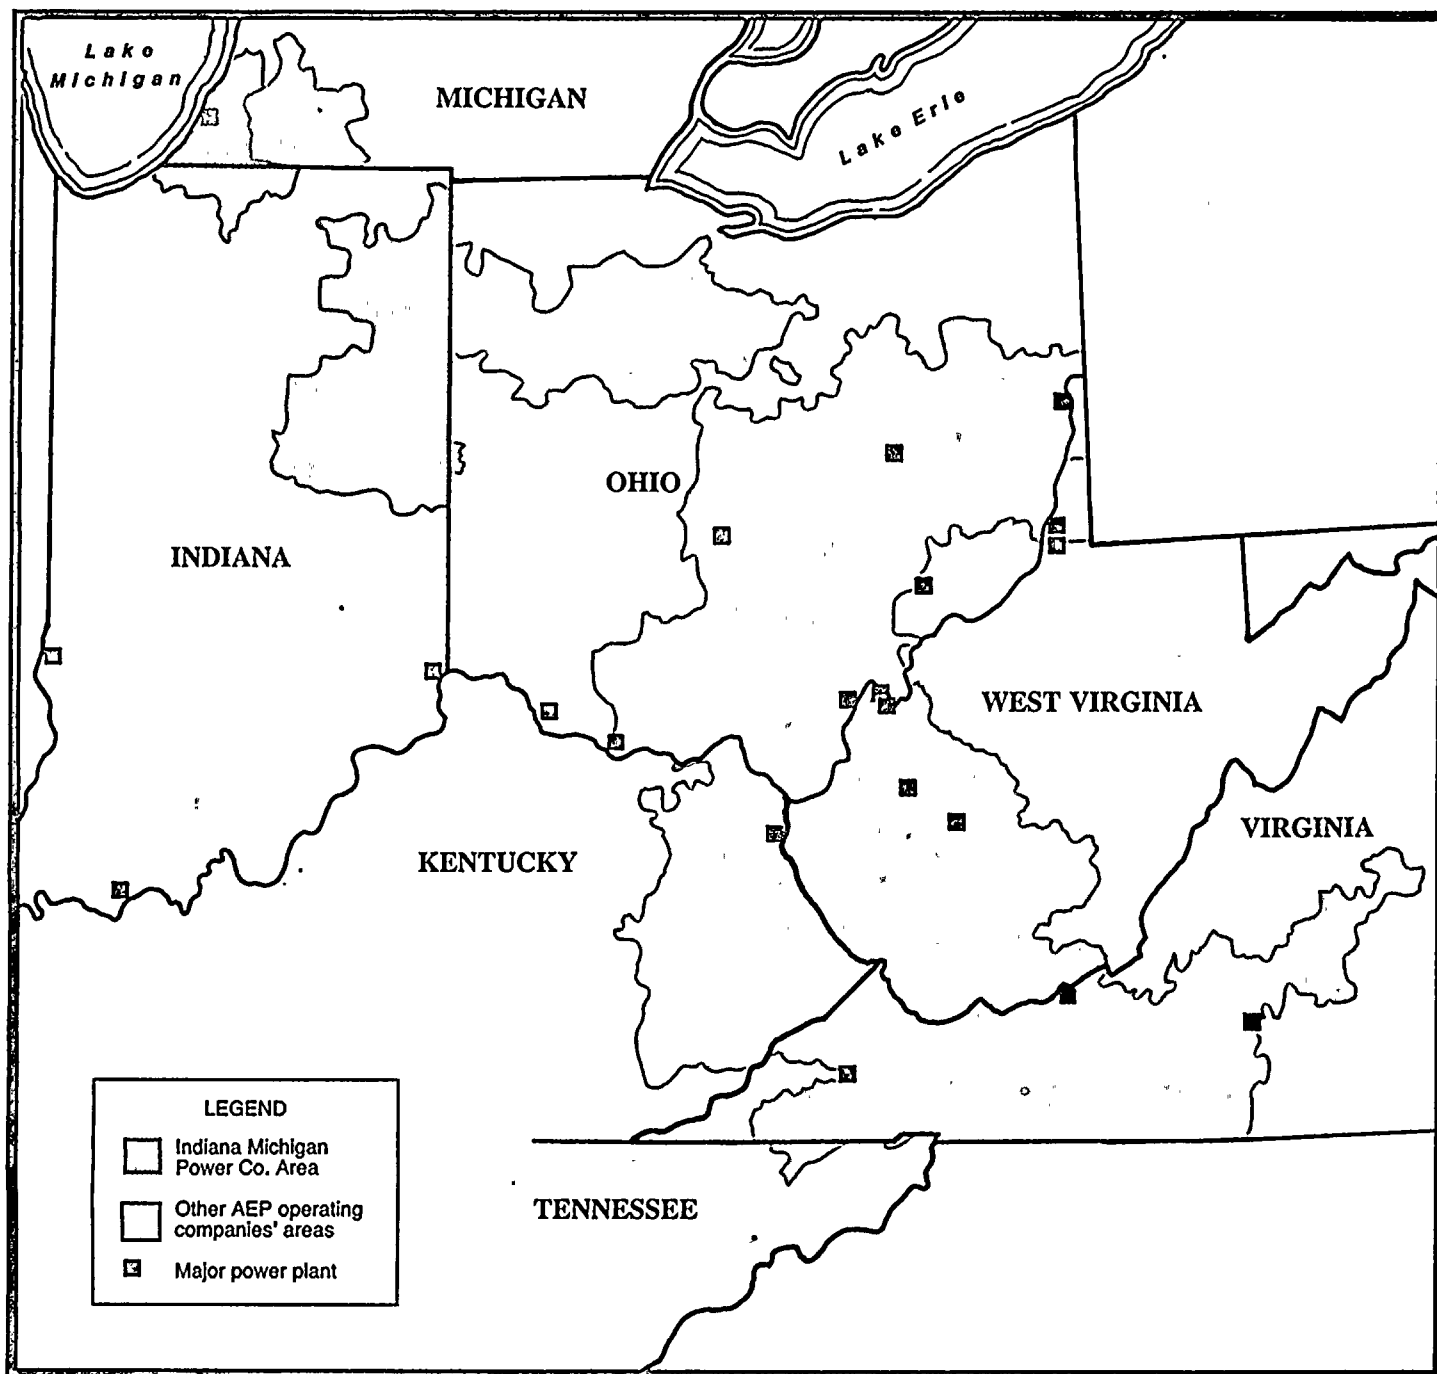 Lake
Michigan
MICHIGAN
Lake Erie
OHIO
INDIANA
WEST VIRGINIA
VIRGINIA
KENTUCKY
TENNESSEE
LEGEND
Indiana Michigan
Power Co. Area
Other AEP operating
companies' areas
Major power plant